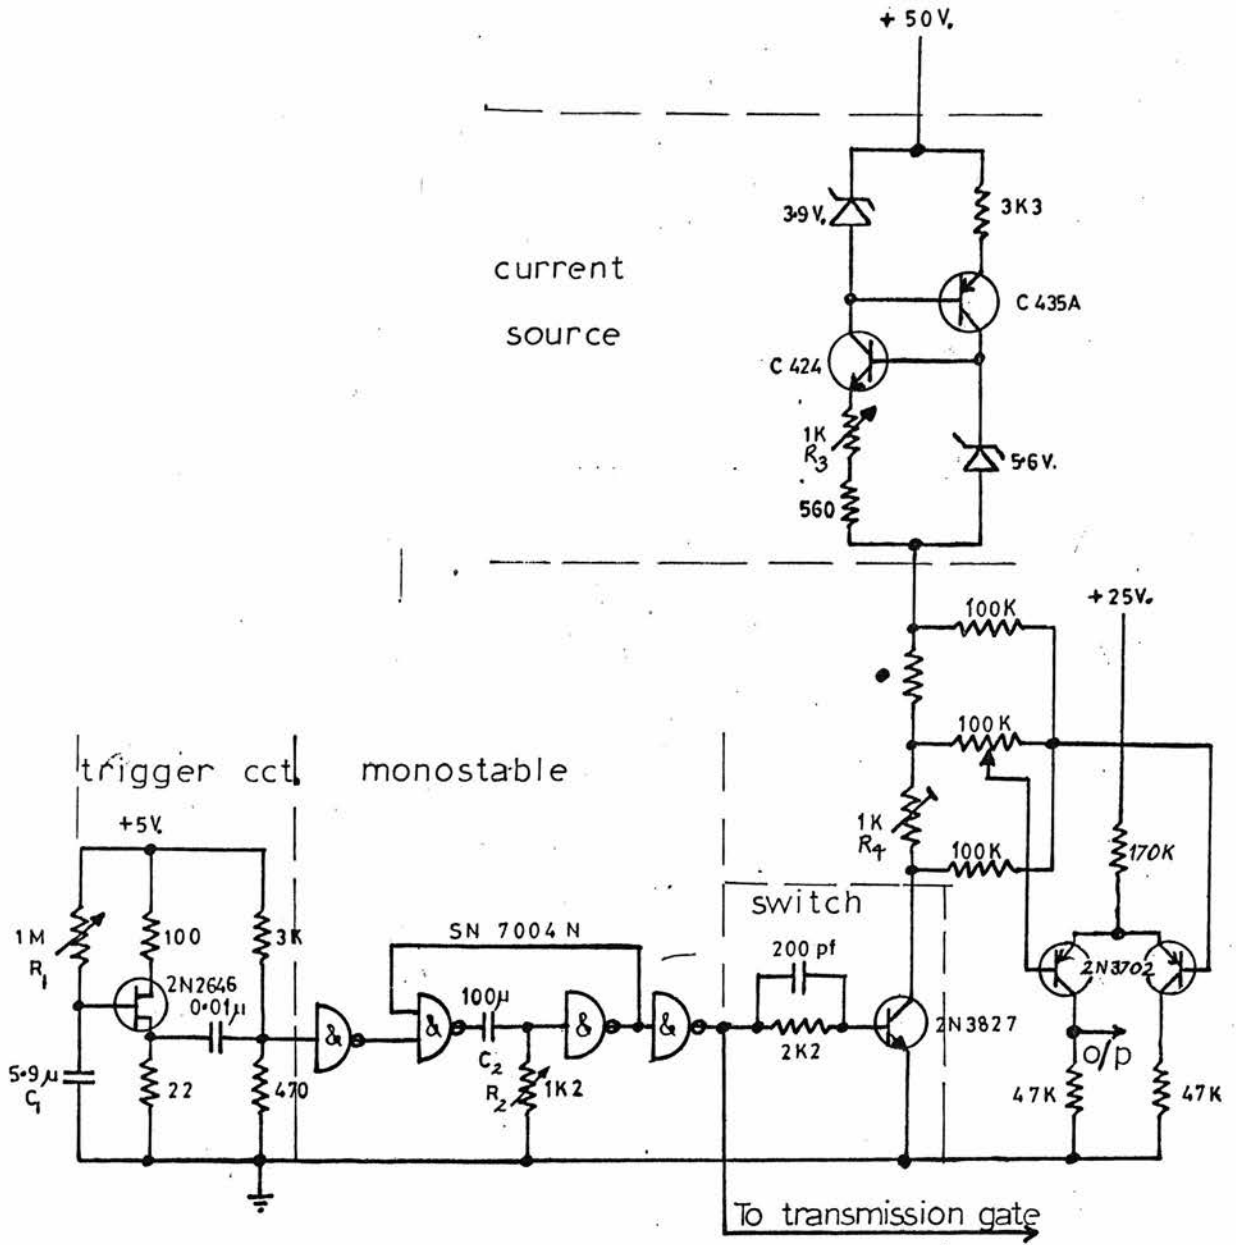 + 50 V.
3·9V.
3K3
current
source
C 435A
C 424
1K
R3
5·6V.
560
100K
+25V.
100K
trigger cct.
monostable
+5V.
1K
R4
100K
170K
switch
SN 7004 N
200 pf
1M
R1
100
3K
2N2646
0·01µ
100µ
&
&
&
&
2N3702
2N3827
C2
2K2
o/p
5·9µ
C1
22
470
R2
1K2
47K
47K
To transmission gate